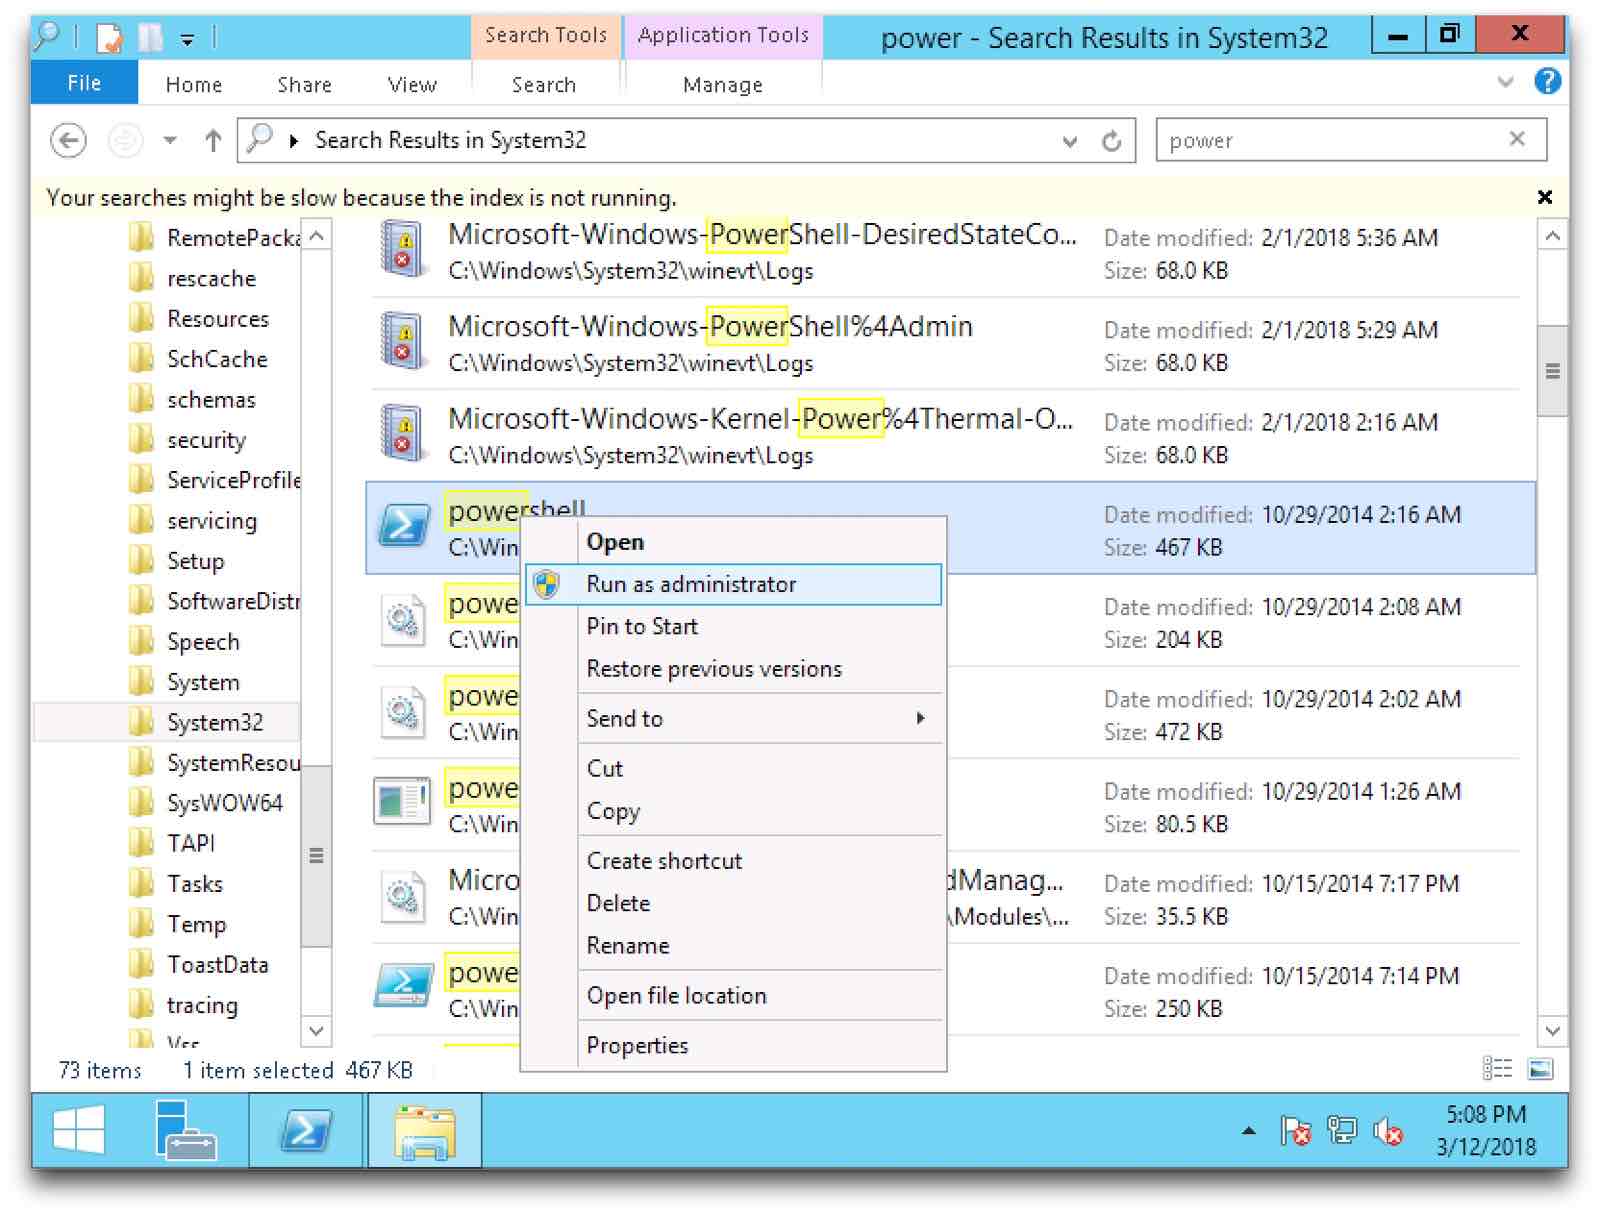 Search Tools
Application Tools
power - Search Results in System32
File
Home
Share
View
Search
Manage
Search Results in System32
power
Your searches might be slow because the index is not running.
RemotePacka
rescache
Resources
SchCache
schemas
security
ServiceProfile
servicing
Setup
SoftwareDistr
Speech
System
System32
SystemResou
SysWOW64
TAPI
Tasks
Temp
ToastData
tracing
Vss
Microsoft-Windows-PowerShell-DesiredStateCo...
C:\Windows\System32\winevt\Logs
Date modified: 2/1/2018 5:36 AM
Size: 68.0 KB
Microsoft-Windows-PowerShell%4Admin
C:\Windows\System32\winevt\Logs
Date modified: 2/1/2018 5:29 AM
Size: 68.0 KB
Microsoft-Windows-Kernel-Power%4Thermal-O...
C:\Windows\System32\winevt\Logs
Date modified: 2/1/2018 2:16 AM
Size: 68.0 KB
powershell
C:\Win
Date modified: 10/29/2014 2:16 AM
Size: 467 KB
powe
C:\Win
Date modified: 10/29/2014 2:08 AM
Size: 204 KB
powe
C:\Win
Date modified: 10/29/2014 2:02 AM
Size: 472 KB
powe
C:\Win
Date modified: 10/29/2014 1:26 AM
Size: 80.5 KB
Micro
dManag...
C:\Win
\Modules\...
Date modified: 10/15/2014 7:17 PM
Size: 35.5 KB
powe
C:\Win
Date modified: 10/15/2014 7:14 PM
Size: 250 KB
Open
Run as administrator
Pin to Start
Restore previous versions
Send to
Cut
Copy
Create shortcut
Delete
Rename
Open file location
Properties
73 items
1 item selected 467 KB
5:08 PM
3/12/2018